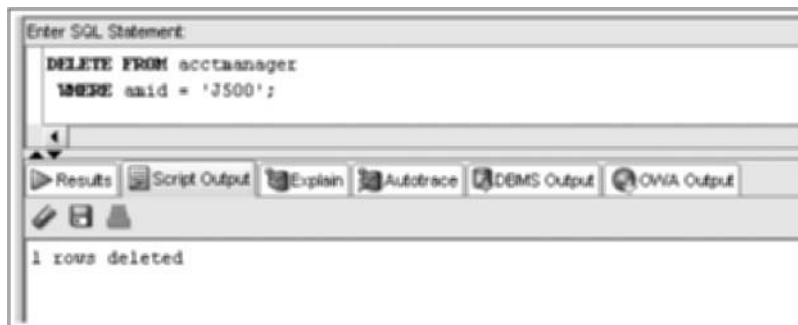 Enter SQL Statement:
DELETE FROM acctmanager
WHERE amid = 'J500';
Results Script Output Explain Autotrace DBMS Output OWA Output
1 rows deleted